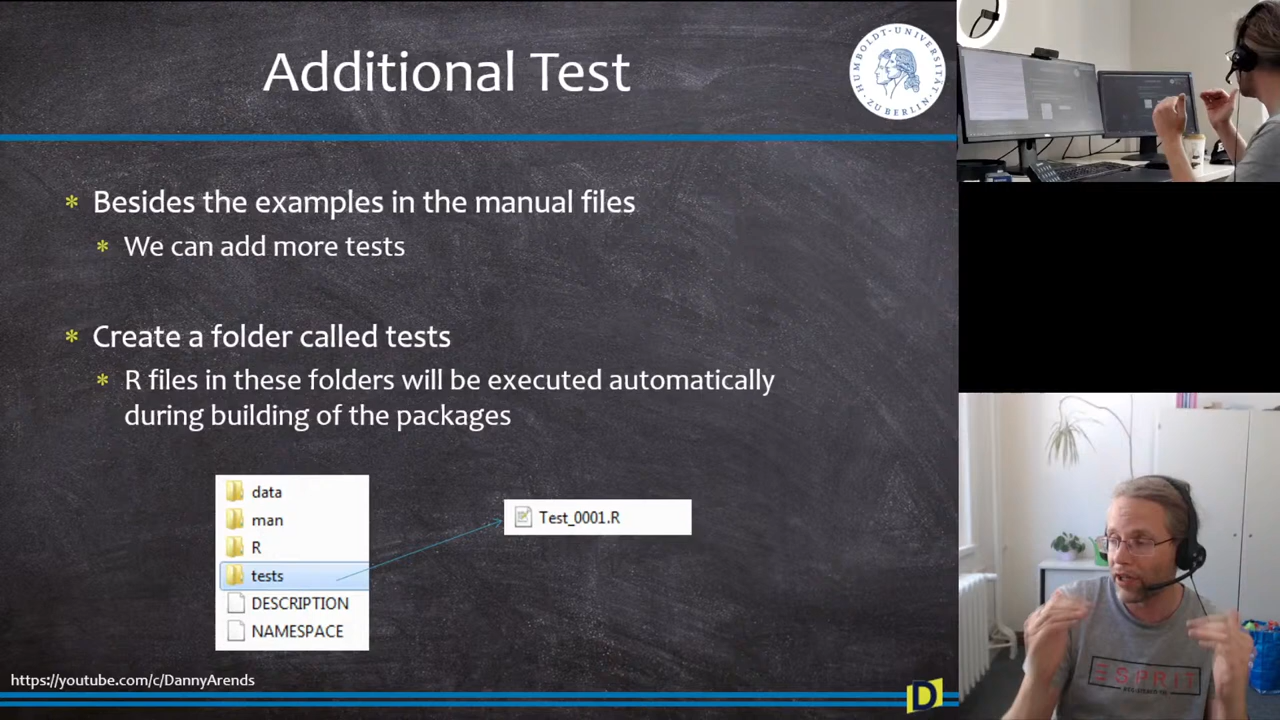 Additional Test
HUMBOLDT-UNIVERSITÄT ZU BERLIN
Besides the examples in the manual files
We can add more tests
Create a folder called tests
R files in these folders will be executed automatically
during building of the packages
data
man
R
tests
DESCRIPTION
NAMESPACE
Test_0001.R
https://youtube.com/c/DannyArends
D
ESPRIT